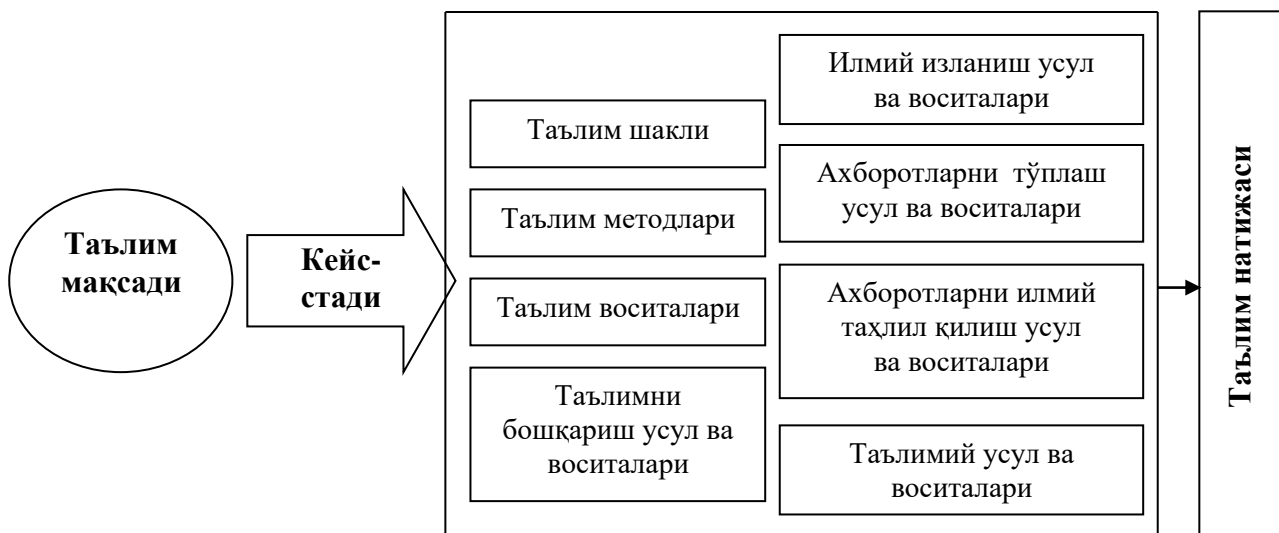 Таълим
мақсади
Кейс-
стади
Таълим шакли
Таълим методлари
Таълим воситалари
Таълимни
бошқариш усул ва
воситалари
Илмий изланиш усул
ва воситалари
Ахборотларни тўплаш
усул ва воситалари
Ахборотларни илмий
таҳлил қилиш усул
ва воситалари
Таълимий усул ва
воситалари
Таълим натижаси